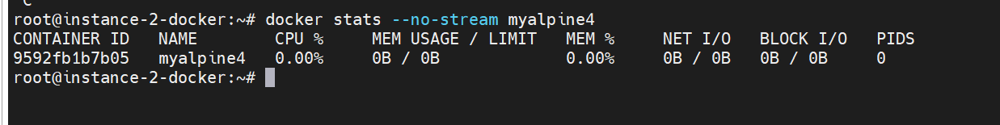 C
root@instance-2-docker:~# docker stats --no-stream myalpine4
CONTAINER ID   NAME        CPU %     MEM USAGE / LIMIT   MEM %     NET I/O   BLOCK I/O   PIDS
9592fb1b7b05   myalpine4   0.00%     0B / 0B             0.00%     0B / 0B   0B / 0B     0
root@instance-2-docker:~#